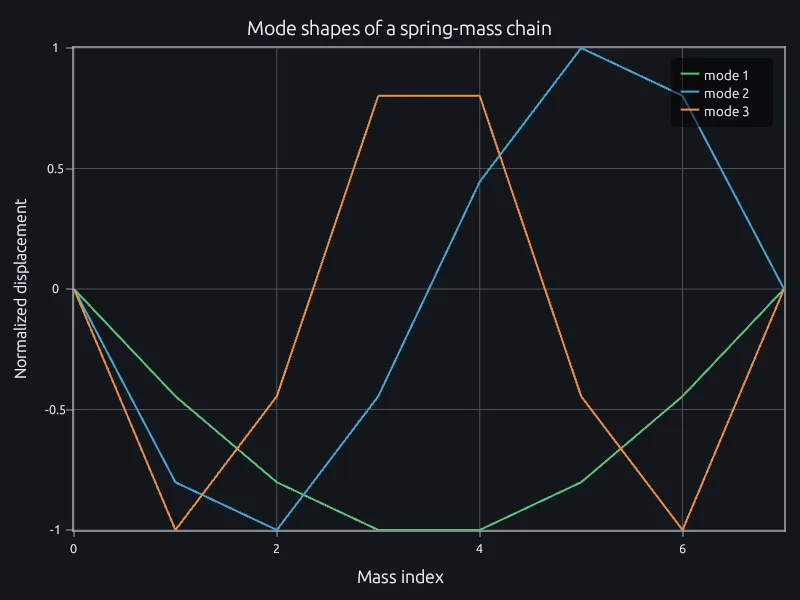 Mode shapes of a spring-mass chain
mode 1
mode 2
mode 3
1
0.5
0
-0.5
-1
Normalized displacement
0
2
4
6
Mass index